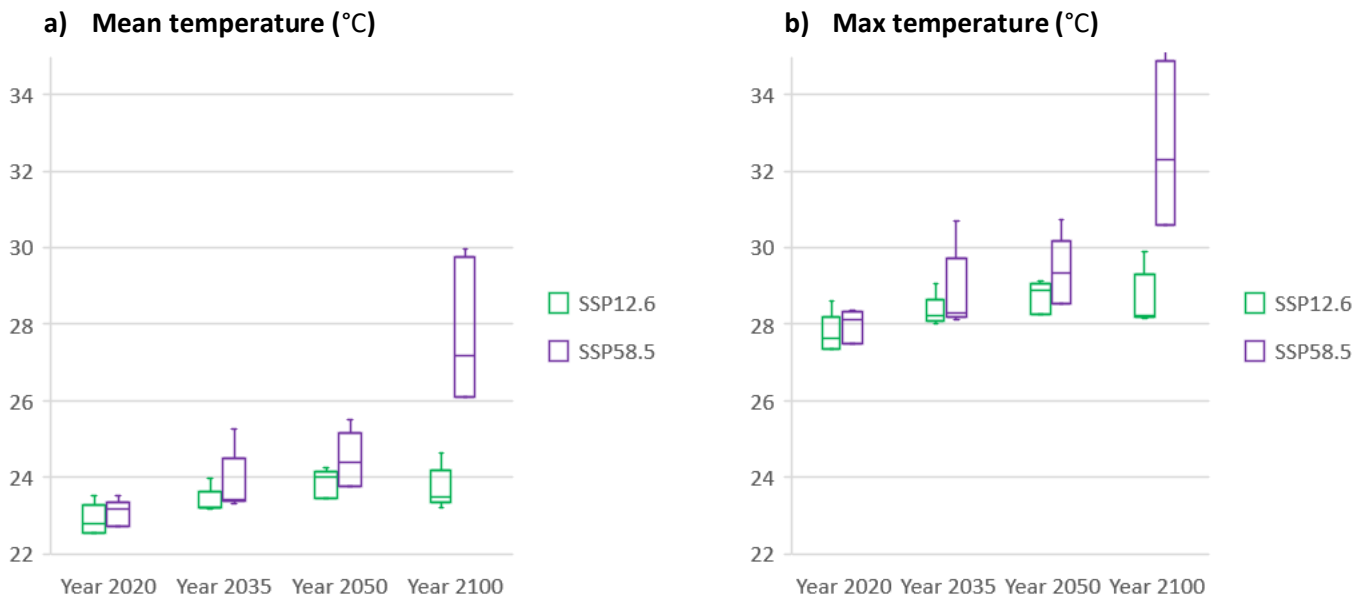 a) Mean temperature (°C)
34
32
30
28
26
24
22
Year 2020 Year 2035 Year 2050 Year 2100
SSP12.6
SSP58.5
b) Max temperature (°C)
34
32
30
28
26
24
22
Year 2020 Year 2035 Year 2050 Year 2100
SSP12.6
SSP58.5